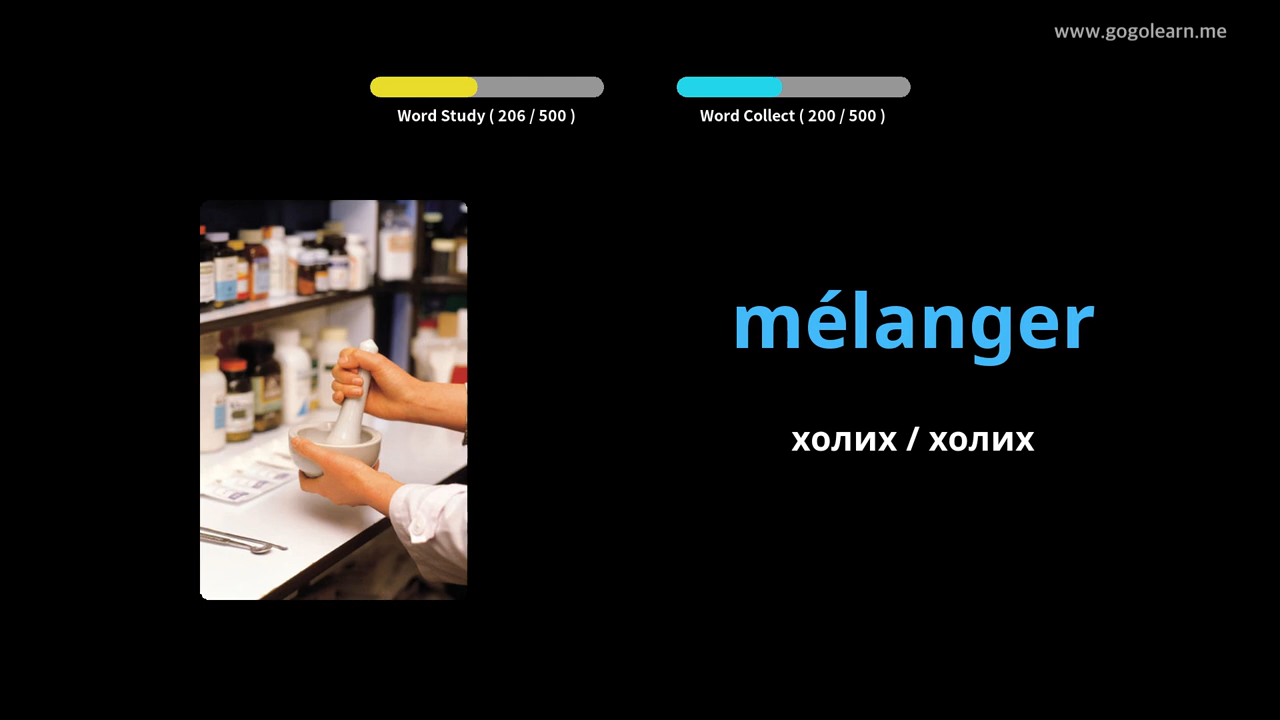 www.gogolearn.me
Word Study ( 206 / 500 )
Word Collect ( 200 / 500 )
mélanger
холих / холих